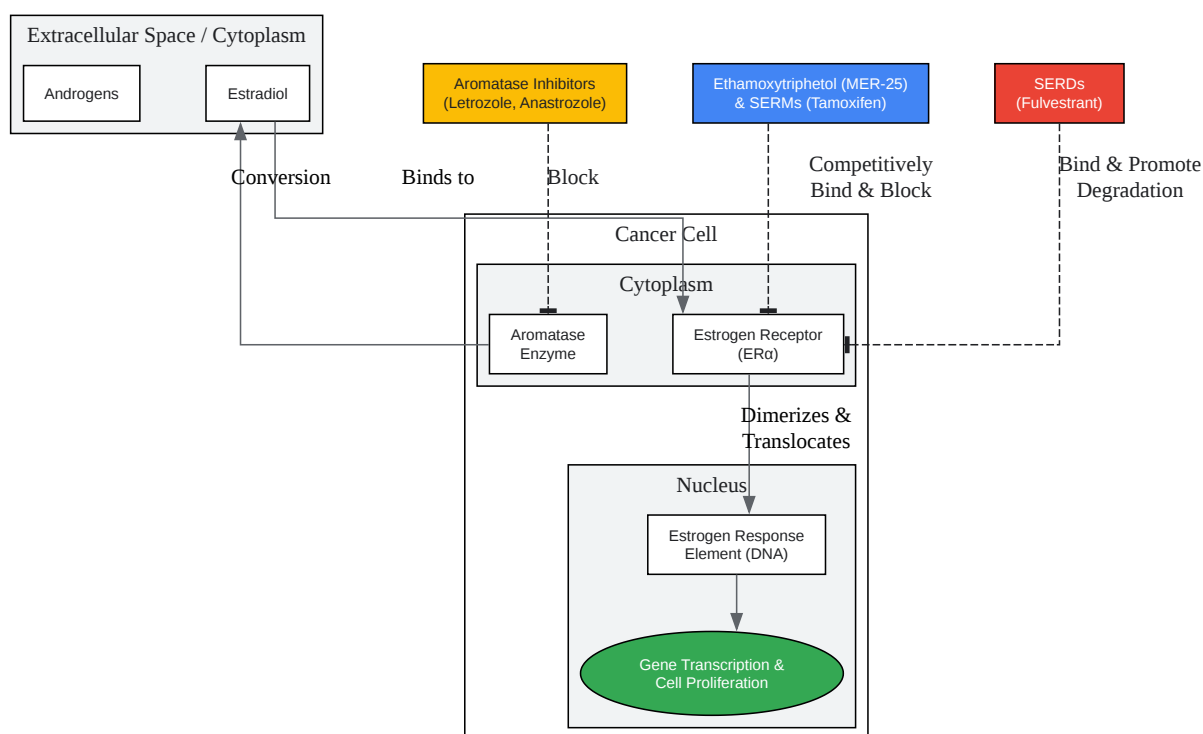 Extracellular Space / Cytoplasm
Androgens
Estradiol
Aromatase Inhibitors
(Letrozole, Anastrozole)
Ethamoxytriphetol (MER-25)
& SERMs (Tamoxifen)
SERDs
(Fulvestrant)
Conversion
Binds to
Block
Competitively
Bind & Block
Bind & Promote
Degradation
Cancer Cell
Cytoplasm
Aromatase
Enzyme
Estrogen Receptor
(ERα)
Dimerizes &
Translocates
Nucleus
Estrogen Response
Element (DNA)
Gene Transcription &
Cell Proliferation